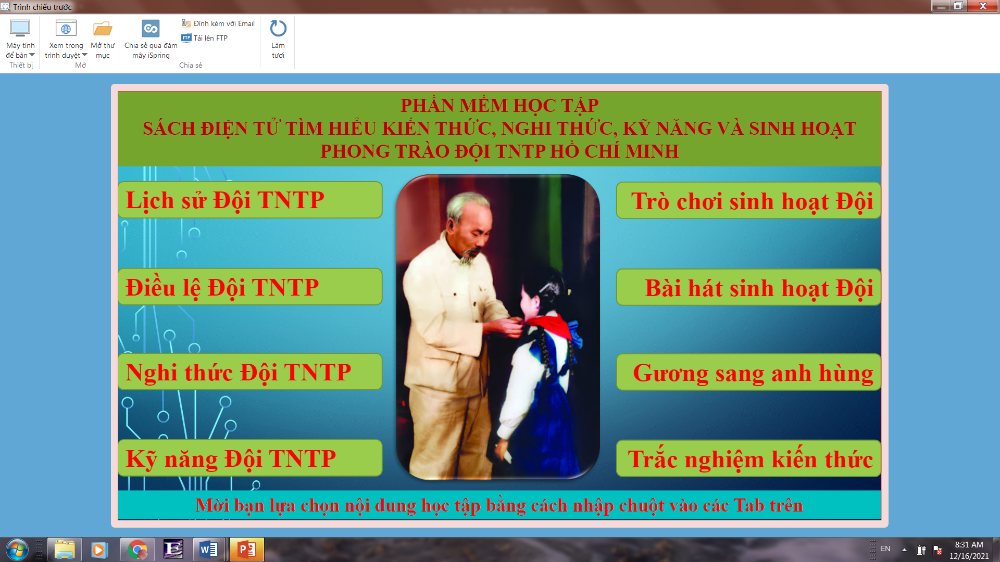 Trình chiếu trước
Máy tính
để bàn
Thiết bị
Xem trong
trình duyệt
Mở thư
mục
Mở
Chia sẻ qua đám
mây iSpring
Đính kèm với Email
FTP Tải lên FTP
Chia sẻ
Làm
tươi
PHẦN MỀM HỌC TẬP
SÁCH ĐIỆN TỬ TÌM HIỂU KIẾN THỨC, NGHI THỨC, KỸ NĂNG VÀ SINH HOẠT
PHONG TRÀO ĐỘI TNTP HỒ CHÍ MINH
Lịch sử Đội TNTP
Điều lệ Đội TNTP
Nghi thức Đội TNTP
Kỹ năng Đội TNTP
Trò chơi sinh hoạt Đội
Bài hát sinh hoạt Đội
Gương sang anh hùng
Trắc nghiệm kiến thức
Mời bạn lựa chọn nội dung học tập bằng cách nhập chuột vào các Tab trên
EN
8:31 AM
12/16/2021